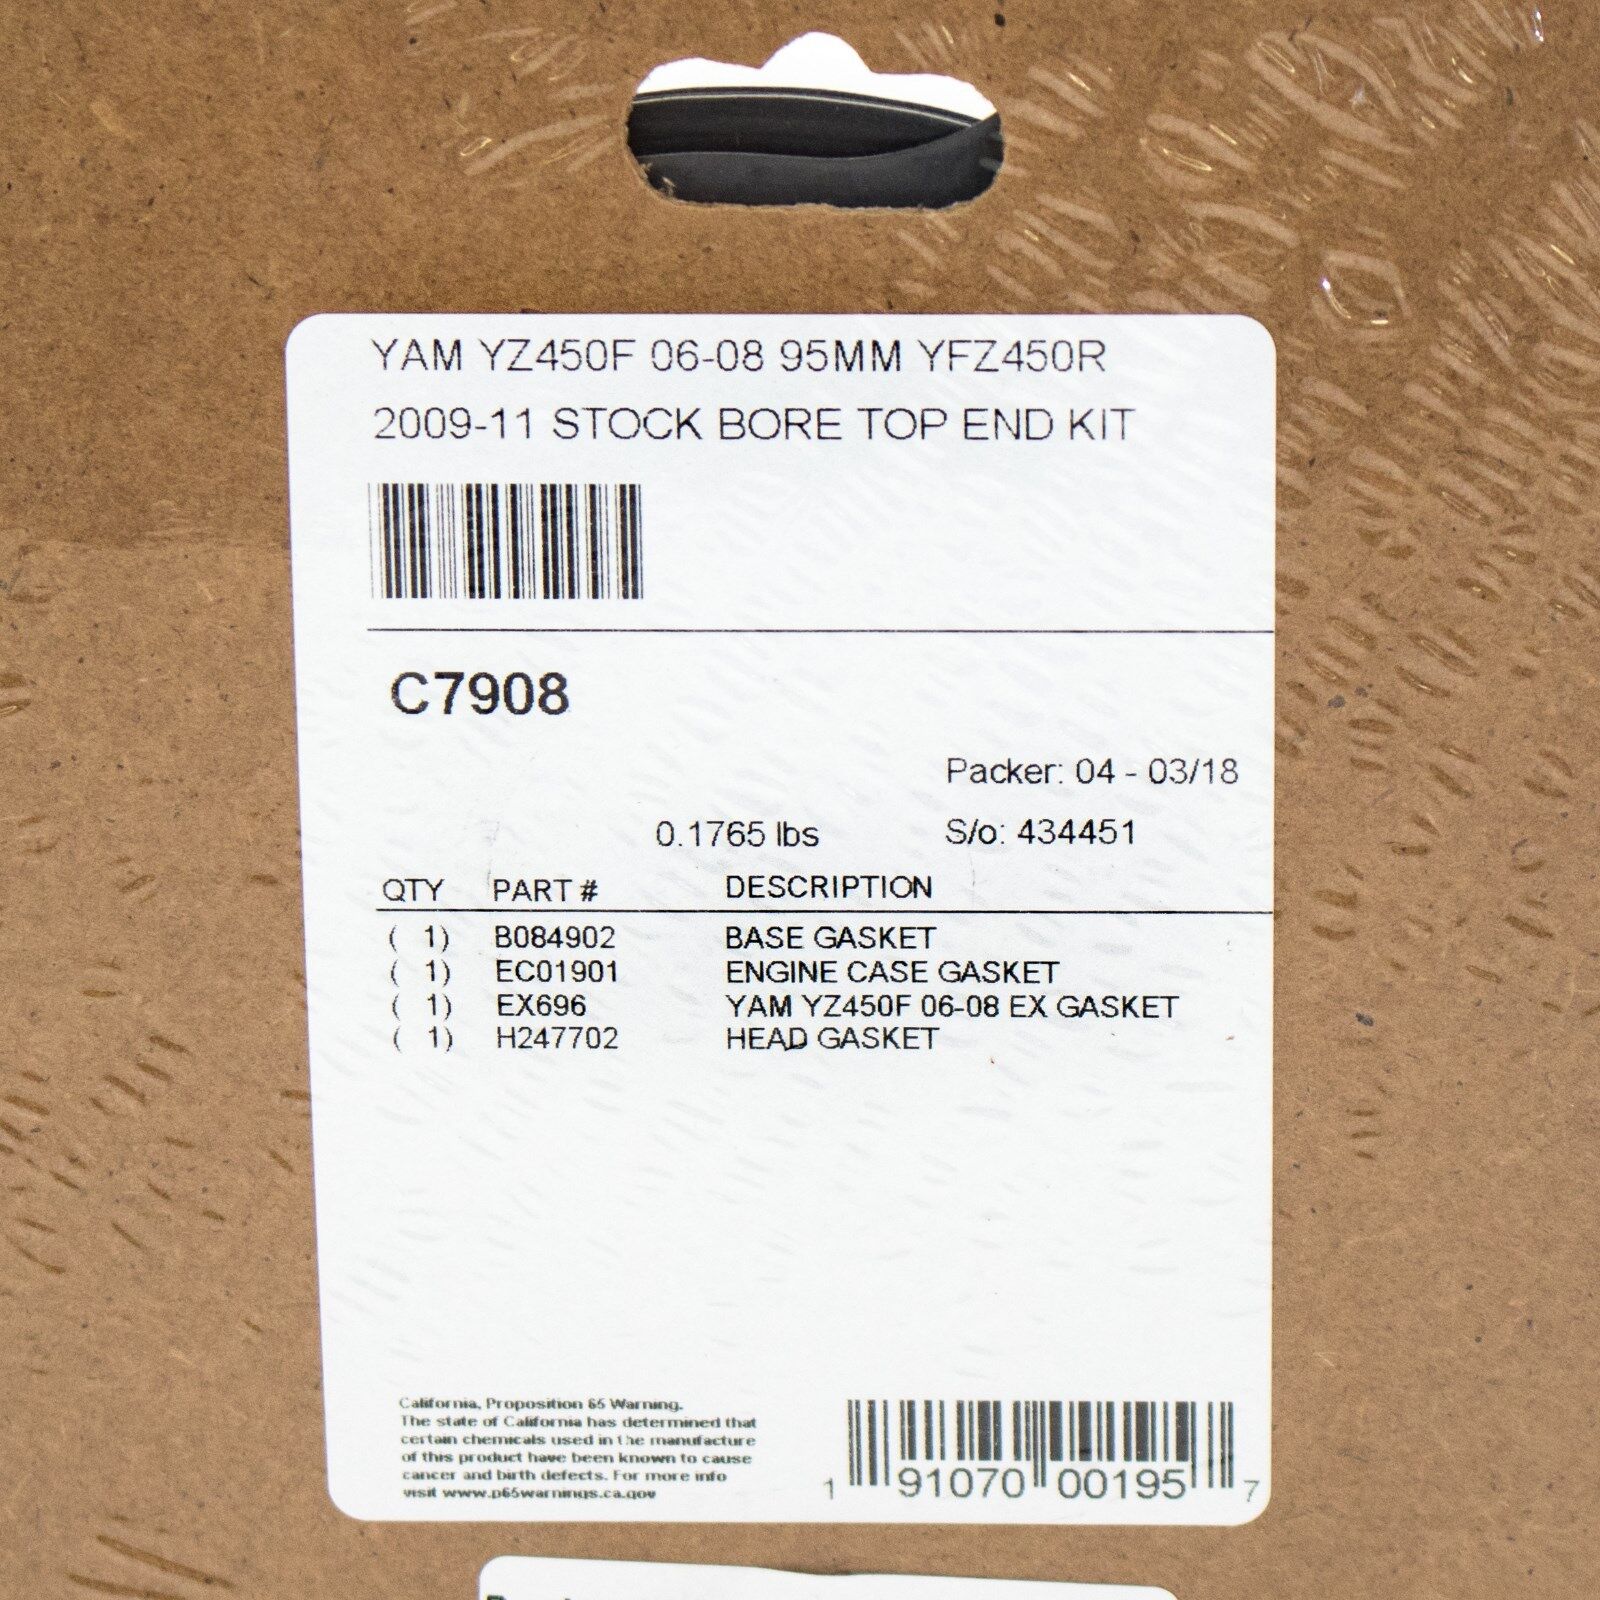 YAM YZ450F 06-08 95MM YFZ450R
2009-11 STOCK BORE TOP END KIT
C7908
Packer: 04 - 03/18
0.1765 lbs S/o: 434451
QTY PART # DESCRIPTION
( 1) B084902 BASE GASKET
( 1) EC01901 ENGINE CASE GASKET
( 1) EX696 YAM YZ450F 06-08 EX GASKET
( 1) H247702 HEAD GASKET
California, Proposition 65 Warning.
The state of California has determined that
certain chemicals used in the manufacture
of this product have been known to cause
cancer and birth defects. For more info
visit www.p65warnings.ca.gov
1 91070 00195 7